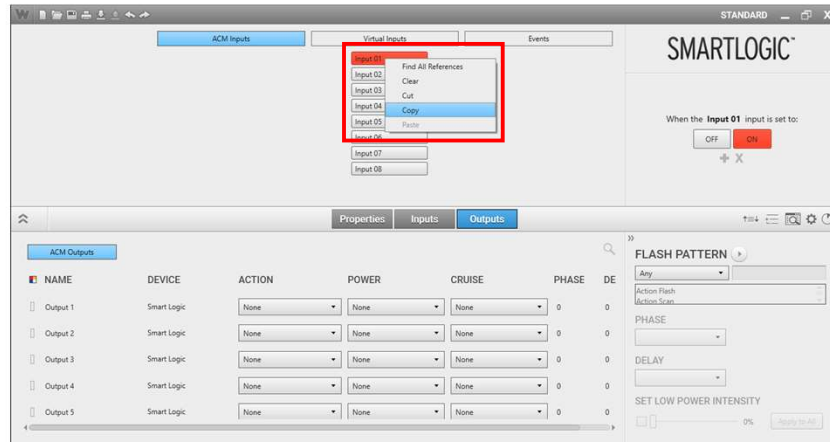 W STANDARD X
ACM Inputs Virtual Inputs Events
SMARTLOGIC™
Input 01
Input 02
Input 03
Input 04
Input 05
Input 06
Input 07
Input 08
Find All References
Clear
Cut
Copy
Paste
When the Input 01 input is set to:
OFF ON
Properties Inputs Outputs
ACM Outputs
NAME DEVICE ACTION POWER CRUISE PHASE DE
Output 1 Smart Logic None None None 0 0
Output 2 Smart Logic None None None 0 0
Output 3 Smart Logic None None None 0 0
Output 4 Smart Logic None None None 0 0
Output 5 Smart Logic None None None 0 0
FLASH PATTERN
Any
Action Flash
Action Scan
PHASE
DELAY
SET LOW POWER INTENSITY
0% Apply to All